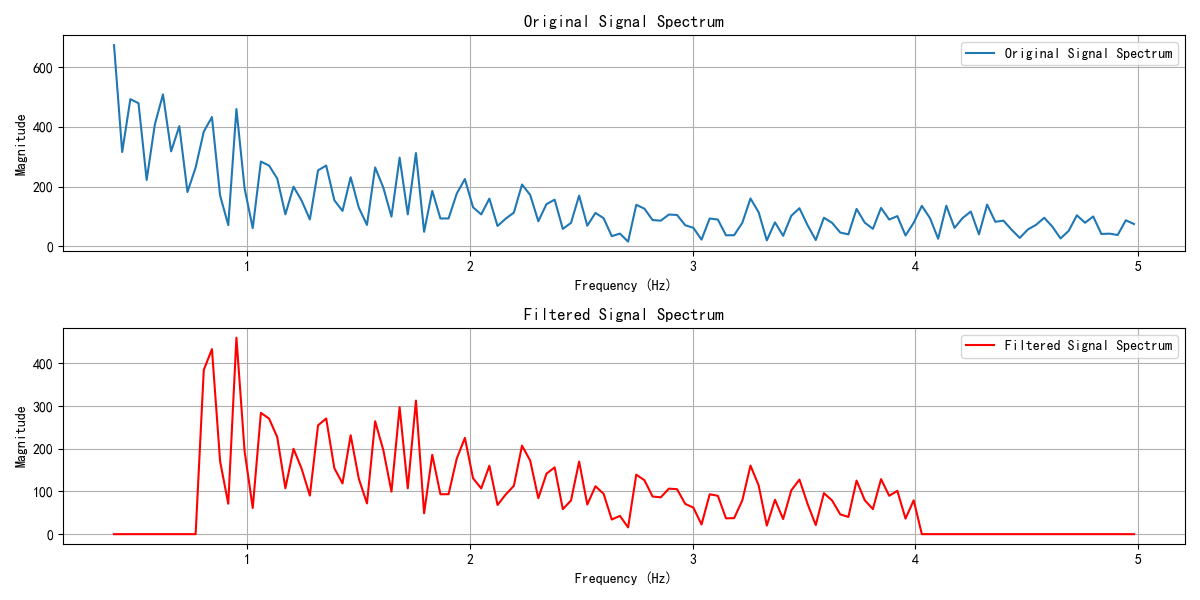 Original Signal Spectrum
Original Signal Spectrum
Magnitude
600
400
200
0
1 2 3 4 5
Frequency (Hz)
Filtered Signal Spectrum
Filtered Signal Spectrum
Magnitude
400
300
200
100
0
1 2 3 4 5
Frequency (Hz)